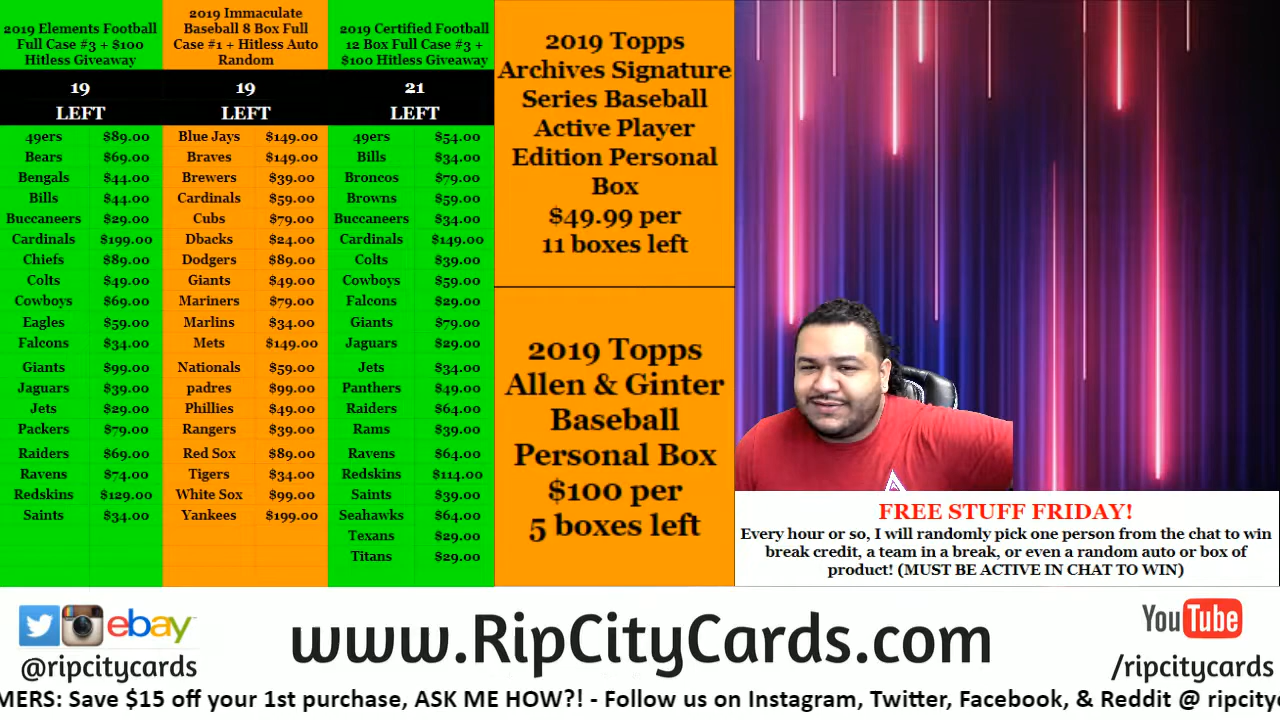 2019 Elements Football
Full Case #3 + $100
Hitless Giveaway
19
LEFT
49ers $89.00
Bears $69.00
Bengals $44.00
Bills $44.00
Buccaneers $29.00
Cardinals $199.00
Chiefs $89.00
Colts $49.00
Cowboys $69.00
Eagles $59.00
Falcons $34.00
Giants $99.00
Jaguars $39.00
Jets $29.00
Packers $79.00
Raiders $69.00
Ravens $74.00
Redskins $129.00
Saints $34.00
2019 Immaculate
Baseball 8 Box Full
Case #1 + Hitless Auto
Random
19
LEFT
Blue Jays $149.00
Braves $149.00
Brewers $39.00
Cardinals $59.00
Cubs $79.00
Dbacks $24.00
Dodgers $89.00
Giants $49.00
Mariners $79.00
Marlins $34.00
Mets $149.00
Nationals $59.00
padres $99.00
Phillies $49.00
Rangers $39.00
Red Sox $89.00
Tigers $34.00
White Sox $99.00
Yankees $199.00
2019 Certified Football
12 Box Full Case #3 +
$100 Hitless Giveaway
21
LEFT
49ers $54.00
Bills $34.00
Broncos $79.00
Browns $59.00
Buccaneers $34.00
Cardinals $149.00
Colts $39.00
Cowboys $59.00
Falcons $29.00
Giants $79.00
Jaguars $29.00
Jets $34.00
Panthers $49.00
Raiders $64.00
Rams $39.00
Ravens $64.00
Redskins $114.00
Saints $39.00
Seahawks $64.00
Texans $29.00
Titans $29.00
2019 Topps
Archives Signature
Series Baseball
Active Player
Edition Personal
Box
$49.99 per
11 boxes left
2019 Topps
Allen & Ginter
Baseball
Personal Box
$100 per
5 boxes left
FREE STUFF FRIDAY!
Every hour or so, I will randomly pick one person from the chat to win
break credit, a team in a break, or even a random auto or box of
product! (MUST BE ACTIVE IN CHAT TO WIN)
ebay
@ripcitycards
www.RipCityCards.com
YouTube
/ripcitycards
MERS: Save $15 off your 1st purchase, ASK ME HOW?! - Follow us on Instagram, Twitter, Facebook, & Reddit @ ripcity